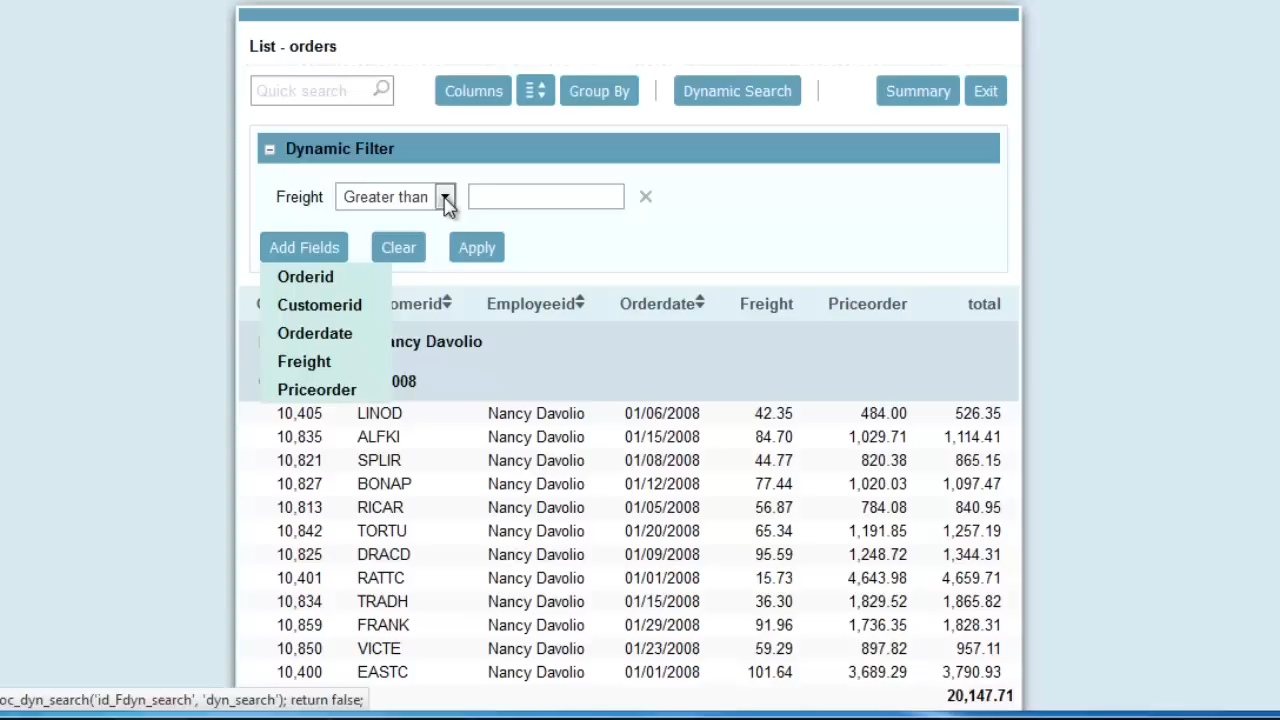 List - orders
Quick search Columns Group By | Dynamic Search | Summary Exit
Dynamic Filter
Freight Greater than
Add Fields Clear Apply
Orderid
Customerid
Orderdate
Freight
Priceorder
omerid Employeeid Orderdate Freight Priceorder total
ancy Davolio
008
10,405 LINOD Nancy Davolio 01/06/2008 42.35 484.00 526.35
10,835 ALFKI Nancy Davolio 01/15/2008 84.70 1,029.71 1,114.41
10,821 SPLIR Nancy Davolio 01/08/2008 44.77 820.38 865.15
10,827 BONAP Nancy Davolio 01/12/2008 77.44 1,020.03 1,097.47
10,813 RICAR Nancy Davolio 01/05/2008 56.87 784.08 840.95
10,842 TORTU Nancy Davolio 01/20/2008 65.34 1,191.85 1,257.19
10,825 DRACD Nancy Davolio 01/09/2008 95.59 1,248.72 1,344.31
10,401 RATTC Nancy Davolio 01/01/2008 15.73 4,643.98 4,659.71
10,834 TRADH Nancy Davolio 01/15/2008 36.30 1,829.52 1,865.82
10,859 FRANK Nancy Davolio 01/29/2008 91.96 1,736.35 1,828.31
10,850 VICTE Nancy Davolio 01/23/2008 59.29 897.82 957.11
10,400 EASTC Nancy Davolio 01/01/2008 101.64 3,689.29 3,790.93
20,147.71
oc_dyn_search('id_Fdyn_search', 'dyn_search'); return false;